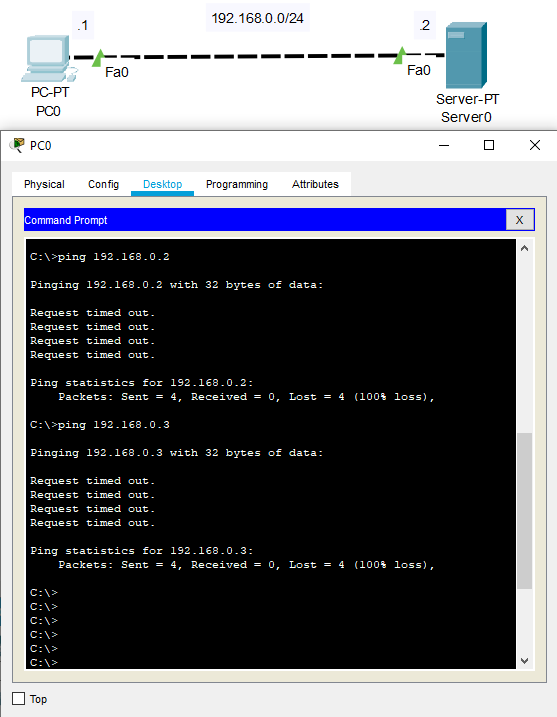 192.168.0.0/24
.1
.2
Fa0
Fa0
PC-PT
PC0
Server-PT
Server0
PC0
Physical Config Desktop Programming Attributes
Command Prompt
X
C:\>ping 192.168.0.2
Pinging 192.168.0.2 with 32 bytes of data:
Request timed out.
Request timed out.
Request timed out.
Request timed out.
Ping statistics for 192.168.0.2:
Packets: Sent = 4, Received = 0, Lost = 4 (100% loss),
C:\>ping 192.168.0.3
Pinging 192.168.0.3 with 32 bytes of data:
Request timed out.
Request timed out.
Request timed out.
Request timed out.
Ping statistics for 192.168.0.3:
Packets: Sent = 4, Received = 0, Lost = 4 (100% loss),
C:\>
C:\>
C:\>
C:\>
C:\>
C:\>
Top